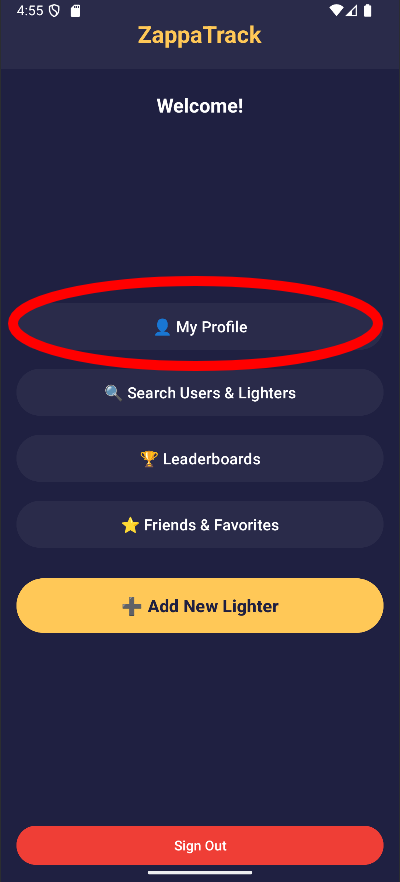 4:55
ZappaTrack
Welcome!
👤 My Profile
🔍 Search Users & Lighters
🏆 Leaderboards
⭐ Friends & Favorites
➕ Add New Lighter
Sign Out